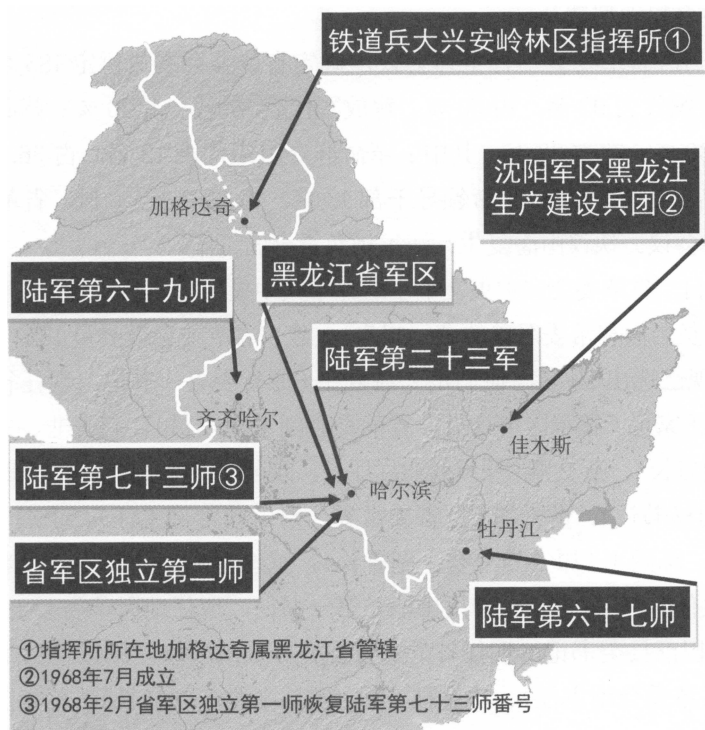 铁道兵大兴安岭林区指挥所①
沈阳军区黑龙江
生产建设兵团②
加格达奇
黑龙江省军区
陆军第六十九师
陆军第二十三军
齐齐哈尔
佳木斯
陆军第七十三师③
哈尔滨
牡丹江
省军区独立第二师
陆军第六十七师
①指挥所所在地加格达奇属黑龙江省管辖
②1968年7月成立
③1968年2月省军区独立第一师恢复陆军第七十三师番号